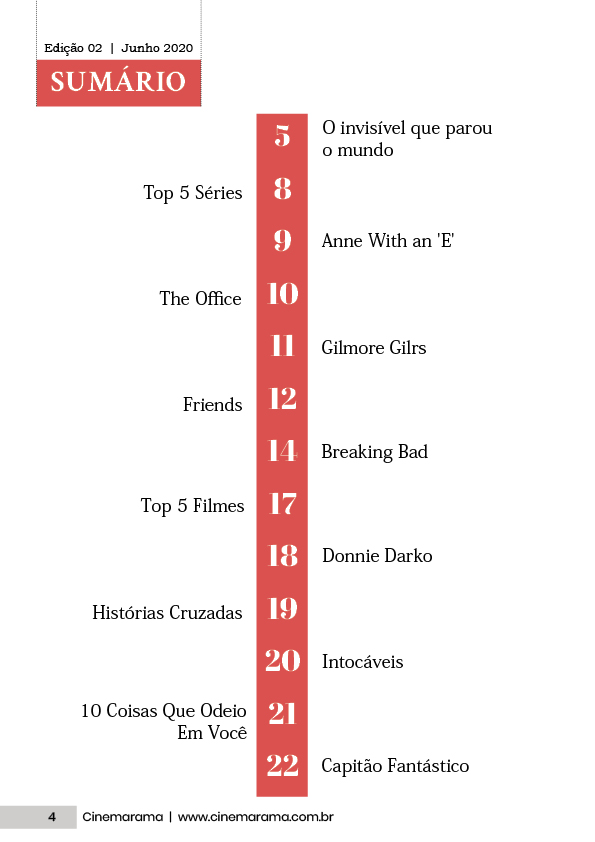 Edição 02 | Junho 2020
SUMÁRIO
5 O invisível que parou
o mundo
Top 5 Séries 8
9 Anne With an 'E'
The Office 10
11 Gilmore Gilrs
Friends 12
14 Breaking Bad
Top 5 Filmes 17
18 Donnie Darko
Histórias Cruzadas 19
20 Intocáveis
10 Coisas Que Odeio 21
Em Você
22 Capitão Fantástico
4 Cinemarama | www.cinemarama.com.br